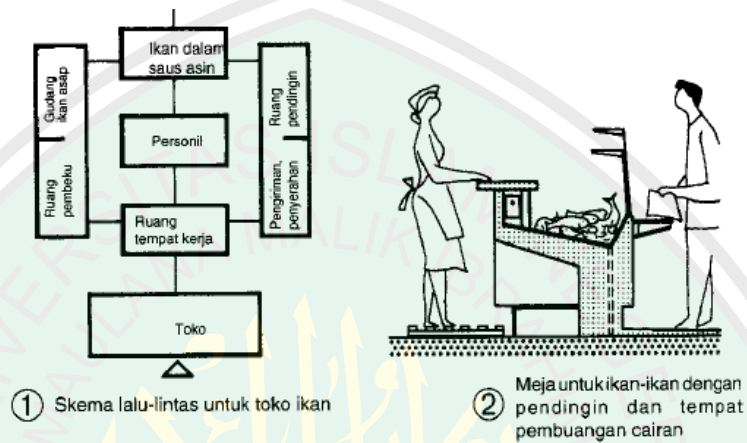 Ikan dalam
saus asin
Gudang
ikan asap
Ruang
pendingin
Personil
Ruang
pembeku
Pengiriman,
penyerahan
Ruang
tempat kerja
Toko
1 Skema lalu-lintas untuk toko ikan
2 Meja untuk ikan-ikan dengan
pendingin dan tempat
pembuangan cairan